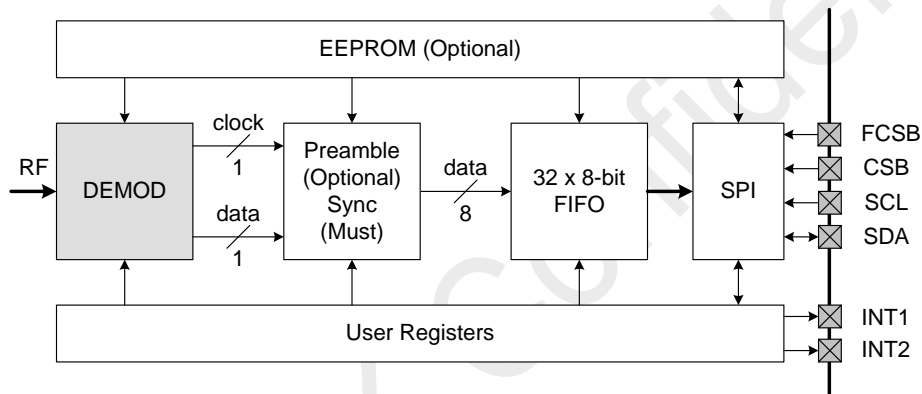 EEPROM (Optional)
RF
DEMOD
clock
1
data
1
Preamble
(Optional)
Sync
(Must)
data
8
32 x 8-bit
FIFO
SPI
FCSB
CSB
SCL
SDA
User Registers
INT1
INT2